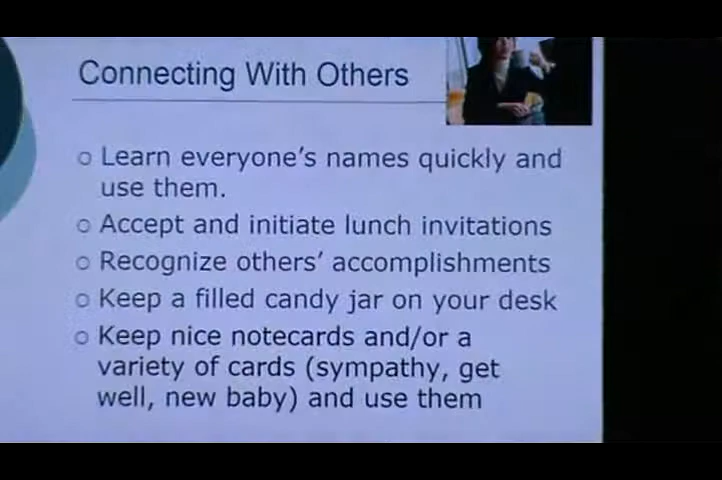 Connecting With Others
Learn everyone's names quickly and
use them.
Accept and initiate lunch invitations
Recognize others' accomplishments
Keep a filled candy jar on your desk
Keep nice notecards and/or a
variety of cards (sympathy, get
well, new baby) and use them